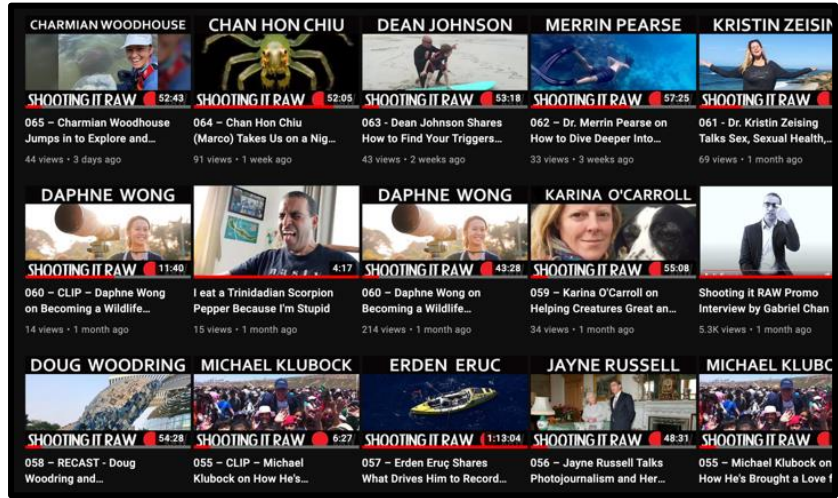 CHARMIAN WOODHOUSE
CHAN HON CHIU
DEAN JOHNSON
MERRIN PEARSE
KRISTIN ZEISIN
SHOOTING IT RAW 52:43
SHOOTING IT RAW 52:05
SHOOTING IT RAW 53:18
SHOOTING IT RAW 57:25
SHOOTING IT RAW
065 – Charmian Woodhouse
Jumps in to Explore and...
44 views • 3 days ago
064 – Chan Hon Chiu
(Marco) Takes Us on a Nig...
91 views • 1 week ago
063 - Dean Johnson Shares
How to Find Your Triggers...
43 views • 2 weeks ago
062 – Dr. Merrin Pearse on
How to Dive Deeper Into...
33 views • 3 weeks ago
061 - Dr. Kristin Zeising
Talks Sex, Sexual Health,...
69 views • 1 month ago
DAPHNE WONG
DAPHNE WONG
KARINA O'CARROLL
SHOOTING IT RAW 11:40
4:17
SHOOTING IT RAW 43:28
SHOOTING IT RAW 55:08
060 – CLIP – Daphne Wong
on Becoming a Wildlife...
14 views • 1 month ago
I eat a Trinidadian Scorpion
Pepper Because I'm Stupid
15 views • 1 month ago
060 – Daphne Wong on
Becoming a Wildlife...
214 views • 1 month ago
059 – Karina O'Carroll on
Helping Creatures Great an...
34 views • 1 month ago
Shooting it RAW Promo
Interview by Gabriel Chan
5.3K views • 1 month ago
DOUG WOODRING
MICHAEL KLUBOCK
ERDEN ERUC
JAYNE RUSSELL
MICHAEL KLUBOC
SHOOTING IT RAW 54:28
SHOOTING IT RAW 6:27
SHOOTING IT RAW 1:13:04
SHOOTING IT RAW 48:31
SHOOTING IT RAW
058 – RECAST - Doug
Woodring and...
055 – CLIP – Michael
Klubock on How He's...
057 – Erden Eruç Shares
What Drives Him to Record...
056 – Jayne Russell Talks
Photojournalism and Her...
055 – Michael Klubock on
How He's Brought a Love